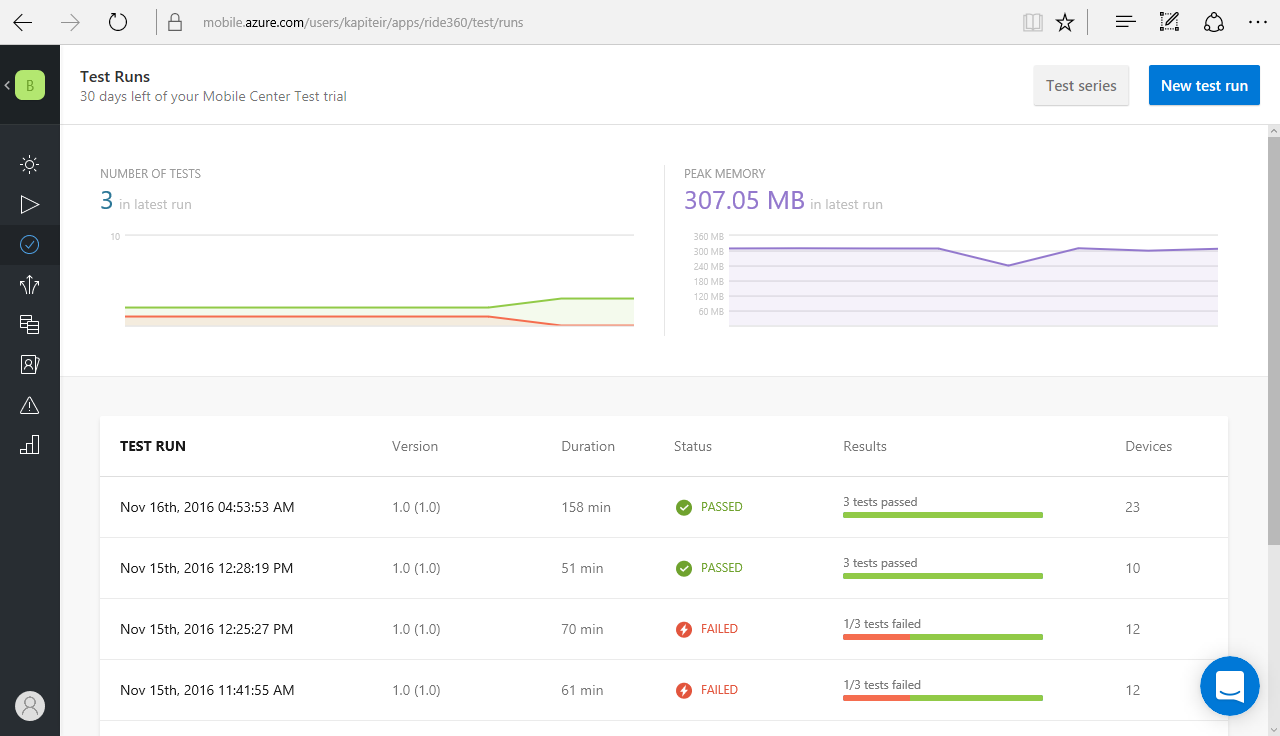 mobile.azure.com/users/kapiteir/apps/ride360/test/runs
B
Test Runs
30 days left of your Mobile Center Test trial
Test series
New test run
NUMBER OF TESTS
3 in latest run
10
PEAK MEMORY
307.05 MB in latest run
360 MB
300 MB
240 MB
180 MB
120 MB
60 MB
TEST RUN Version Duration Status Results Devices
Nov 16th, 2016 04:53:53 AM 1.0 (1.0) 158 min PASSED 3 tests passed 23
Nov 15th, 2016 12:28:19 PM 1.0 (1.0) 51 min PASSED 3 tests passed 10
Nov 15th, 2016 12:25:27 PM 1.0 (1.0) 70 min FAILED 1/3 tests failed 12
Nov 15th, 2016 11:41:55 AM 1.0 (1.0) 61 min FAILED 1/3 tests failed 12